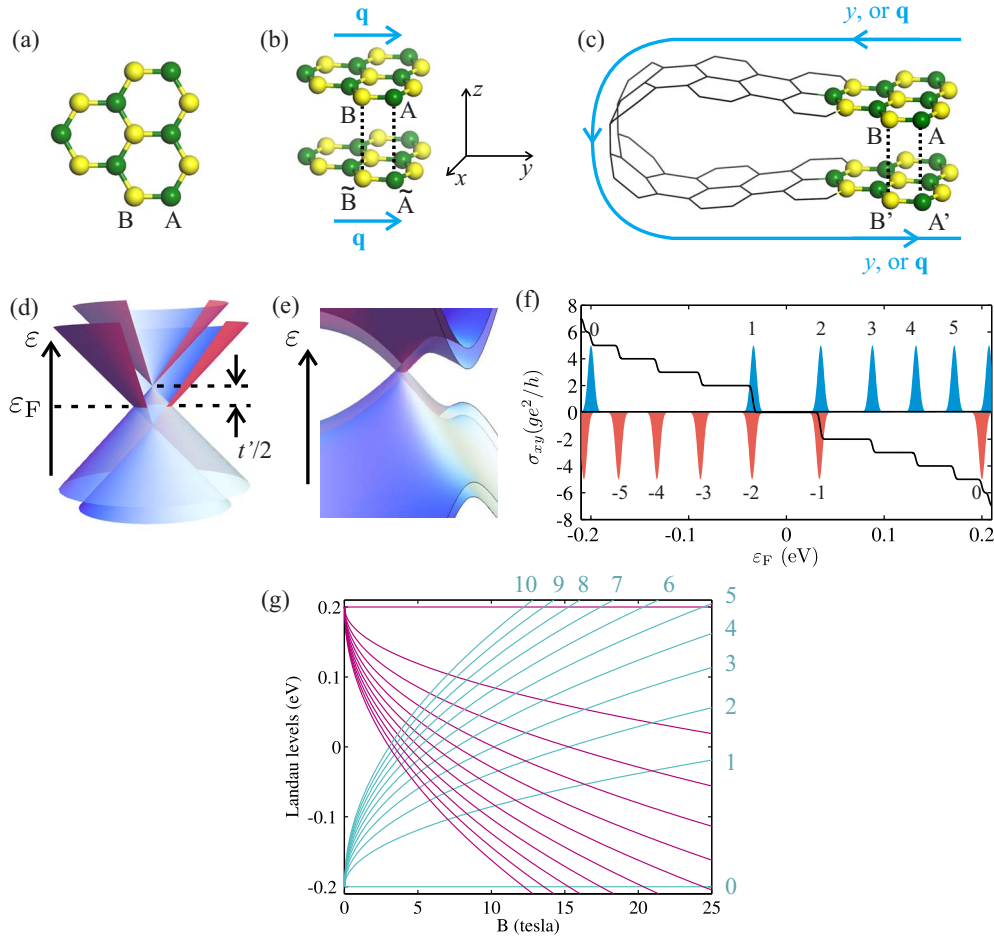 (a)
B A
(b)
q
B A
B̃ Ã
q
z
y
x
(c)
y, or q
B A
B' A'
y, or q
(d)
ε
εF
t'/2
(e)
ε
(f)
σxy(ge²/h)
8
6
4
2
0
-2
-4
-6
-8
0 1 2 3 4 5
-5 -4 -3 -2 -1 0
-0.2 -0.1 0 0.1 0.2
εF (eV)
(g)
10 9 8 7 6
5
4
3
2
1
0
Landau levels (eV)
0.2
0.1
0
-0.1
-0.2
0 5 10 15 20 25
B (tesla)